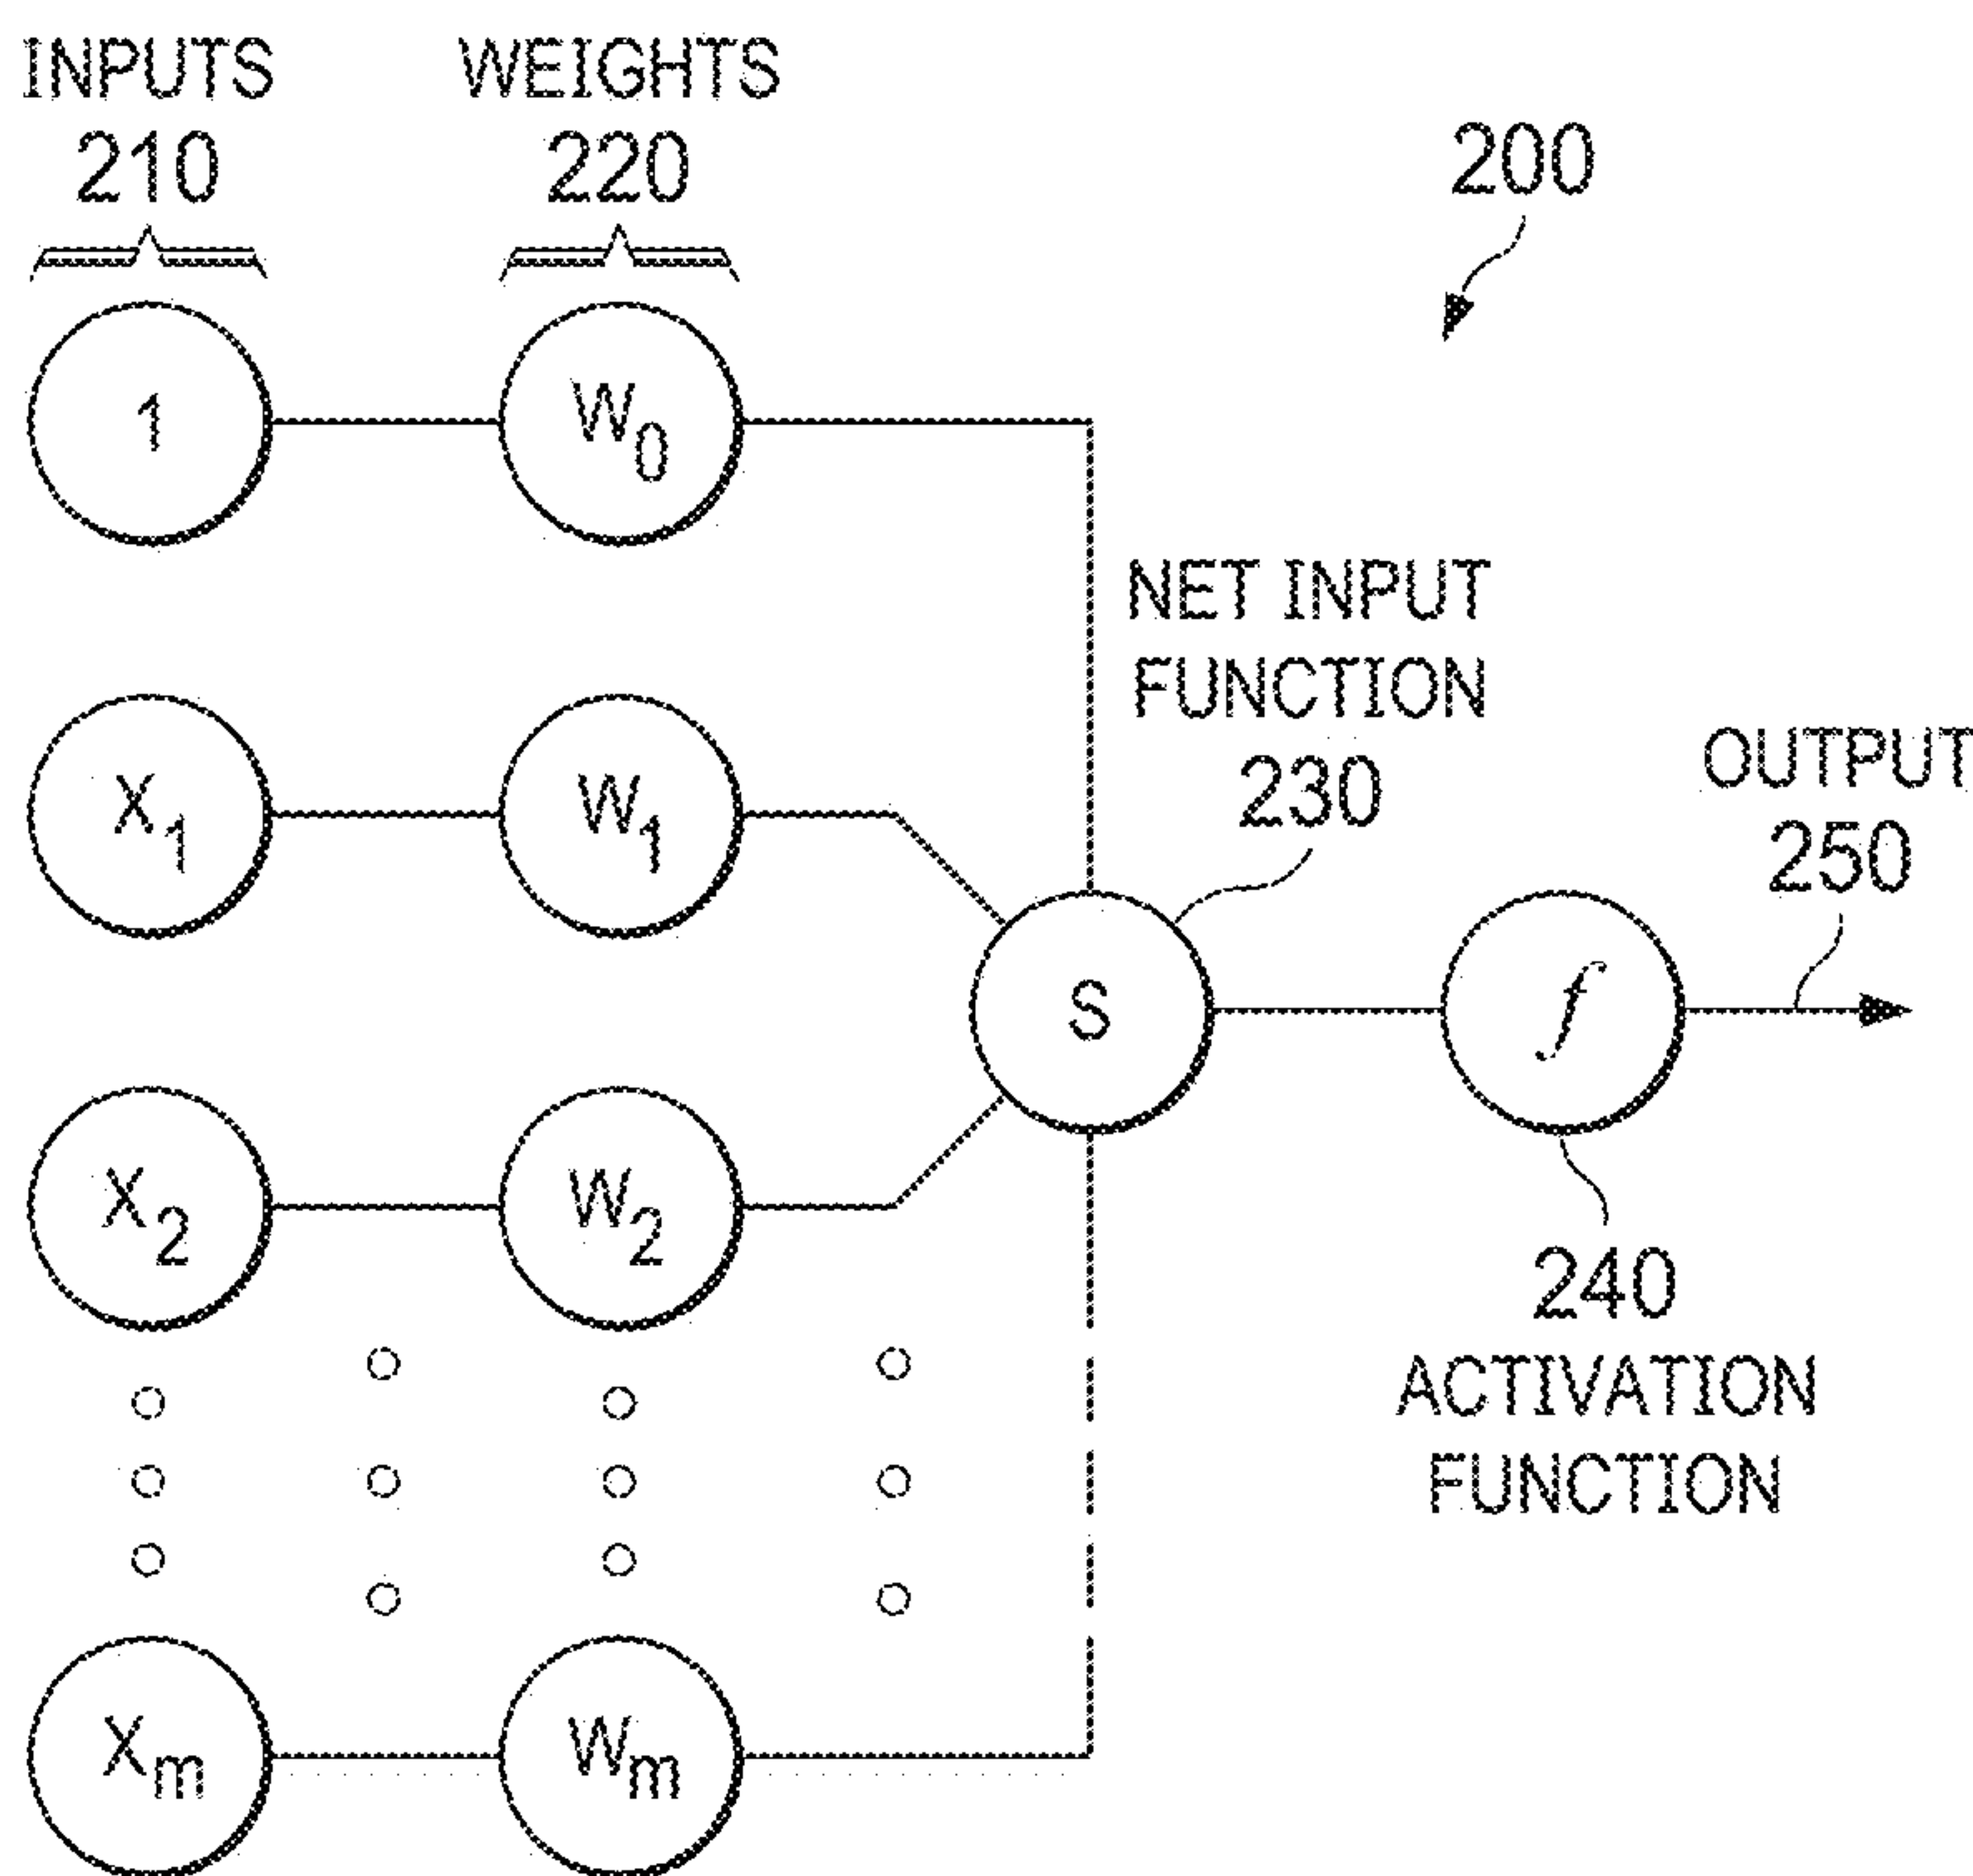 INPUTS
210
WEIGHTS
220
200
1
W0
NET INPUT
FUNCTION
230
OUTPUT
250
X1
W1
S
f
X2
W2
240
ACTIVATION
FUNCTION
Xm
Wm